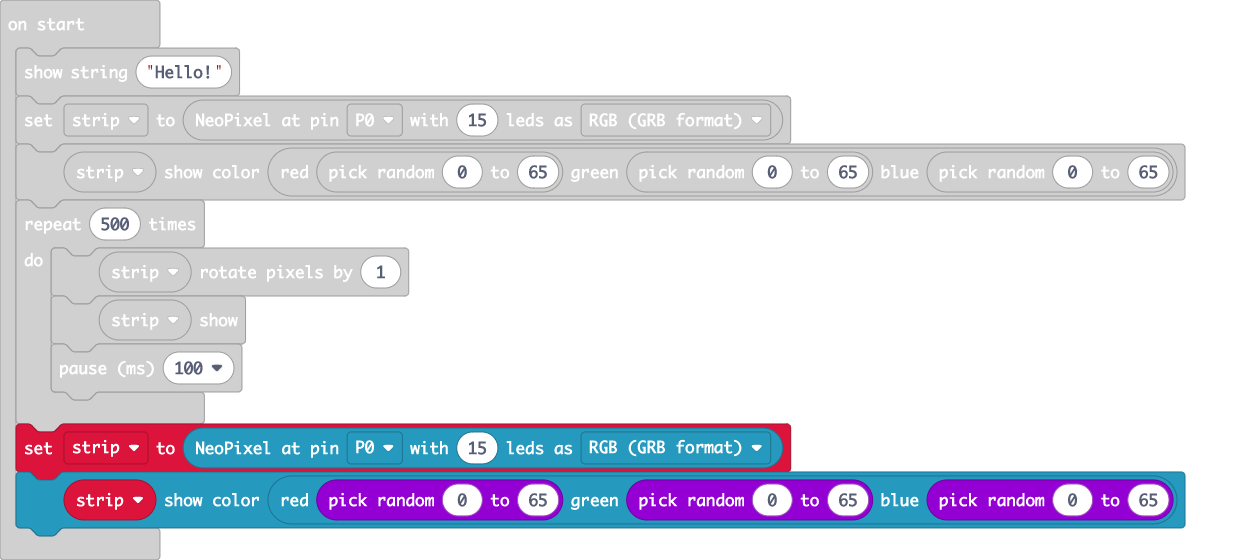 on start
show string "Hello!"
set strip to NeoPixel at pin P0 with 15 leds as RGB (GRB format)
strip show color red pick random 0 to 65 green pick random 0 to 65 blue pick random 0 to 65
repeat 500 times
do strip rotate pixels by 1
strip show
pause (ms) 100
set strip to NeoPixel at pin P0 with 15 leds as RGB (GRB format)
strip show color red pick random 0 to 65 green pick random 0 to 65 blue pick random 0 to 65